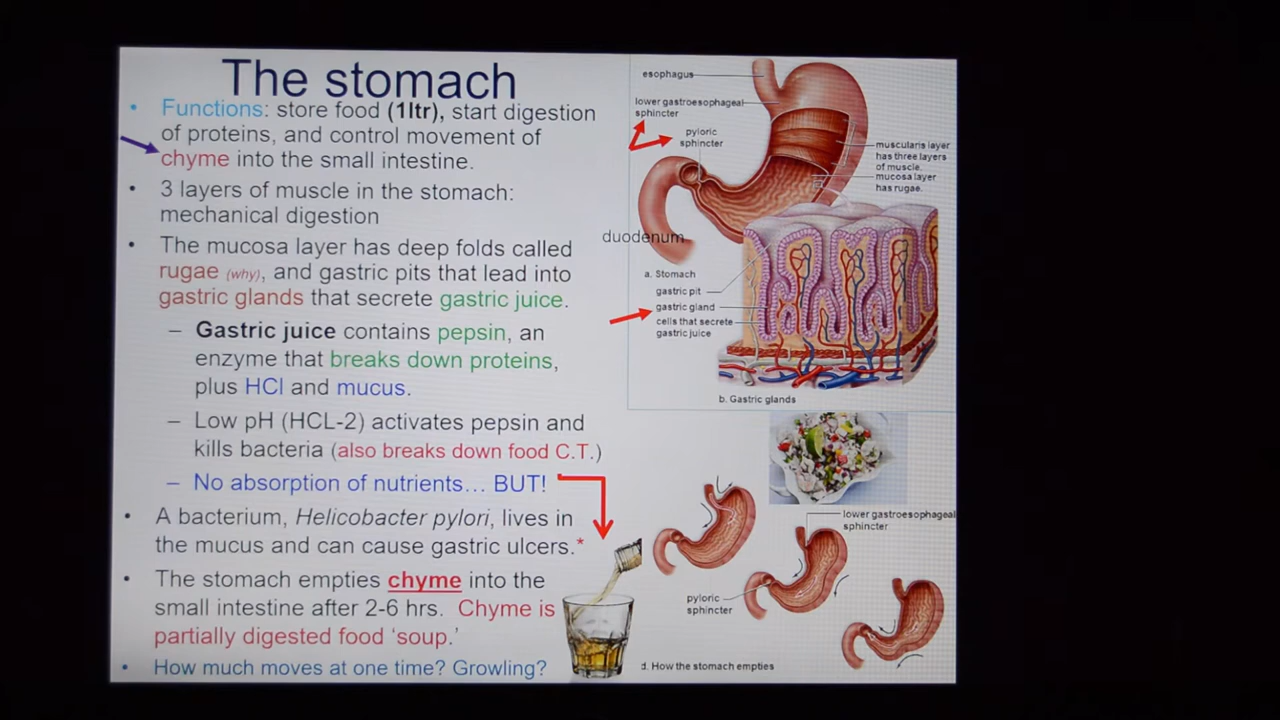 The stomach
• Functions: store food (1ltr), start digestion
of proteins, and control movement of
chyme into the small intestine.
• 3 layers of muscle in the stomach:
mechanical digestion
• The mucosa layer has deep folds called
rugae (why), and gastric pits that lead into
gastric glands that secrete gastric juice.
– Gastric juice contains pepsin, an
enzyme that breaks down proteins,
plus HCl and mucus.
– Low pH (HCL-2) activates pepsin and
kills bacteria (also breaks down food C.T.)
– No absorption of nutrients… BUT!
• A bacterium, Helicobacter pylori, lives in
the mucus and can cause gastric ulcers.*
• The stomach empties chyme into the
small intestine after 2-6 hrs. Chyme is
partially digested food ‘soup.’
• How much moves at one time? Growling?
esophagus
lower gastroesophageal
sphincter
pyloric
sphincter
muscularis layer
has three layers
of muscle.
mucosa layer
has rugae.
duodenum
a. Stomach
gastric pit
gastric gland
cells that secrete
gastric juice
b. Gastric glands
lower gastroesophageal
sphincter
pyloric
sphincter
d. How the stomach empties